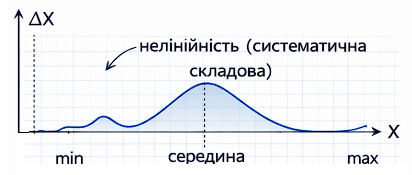 ΔX
нелінійність (систематична
складова)
X
min
середина
max